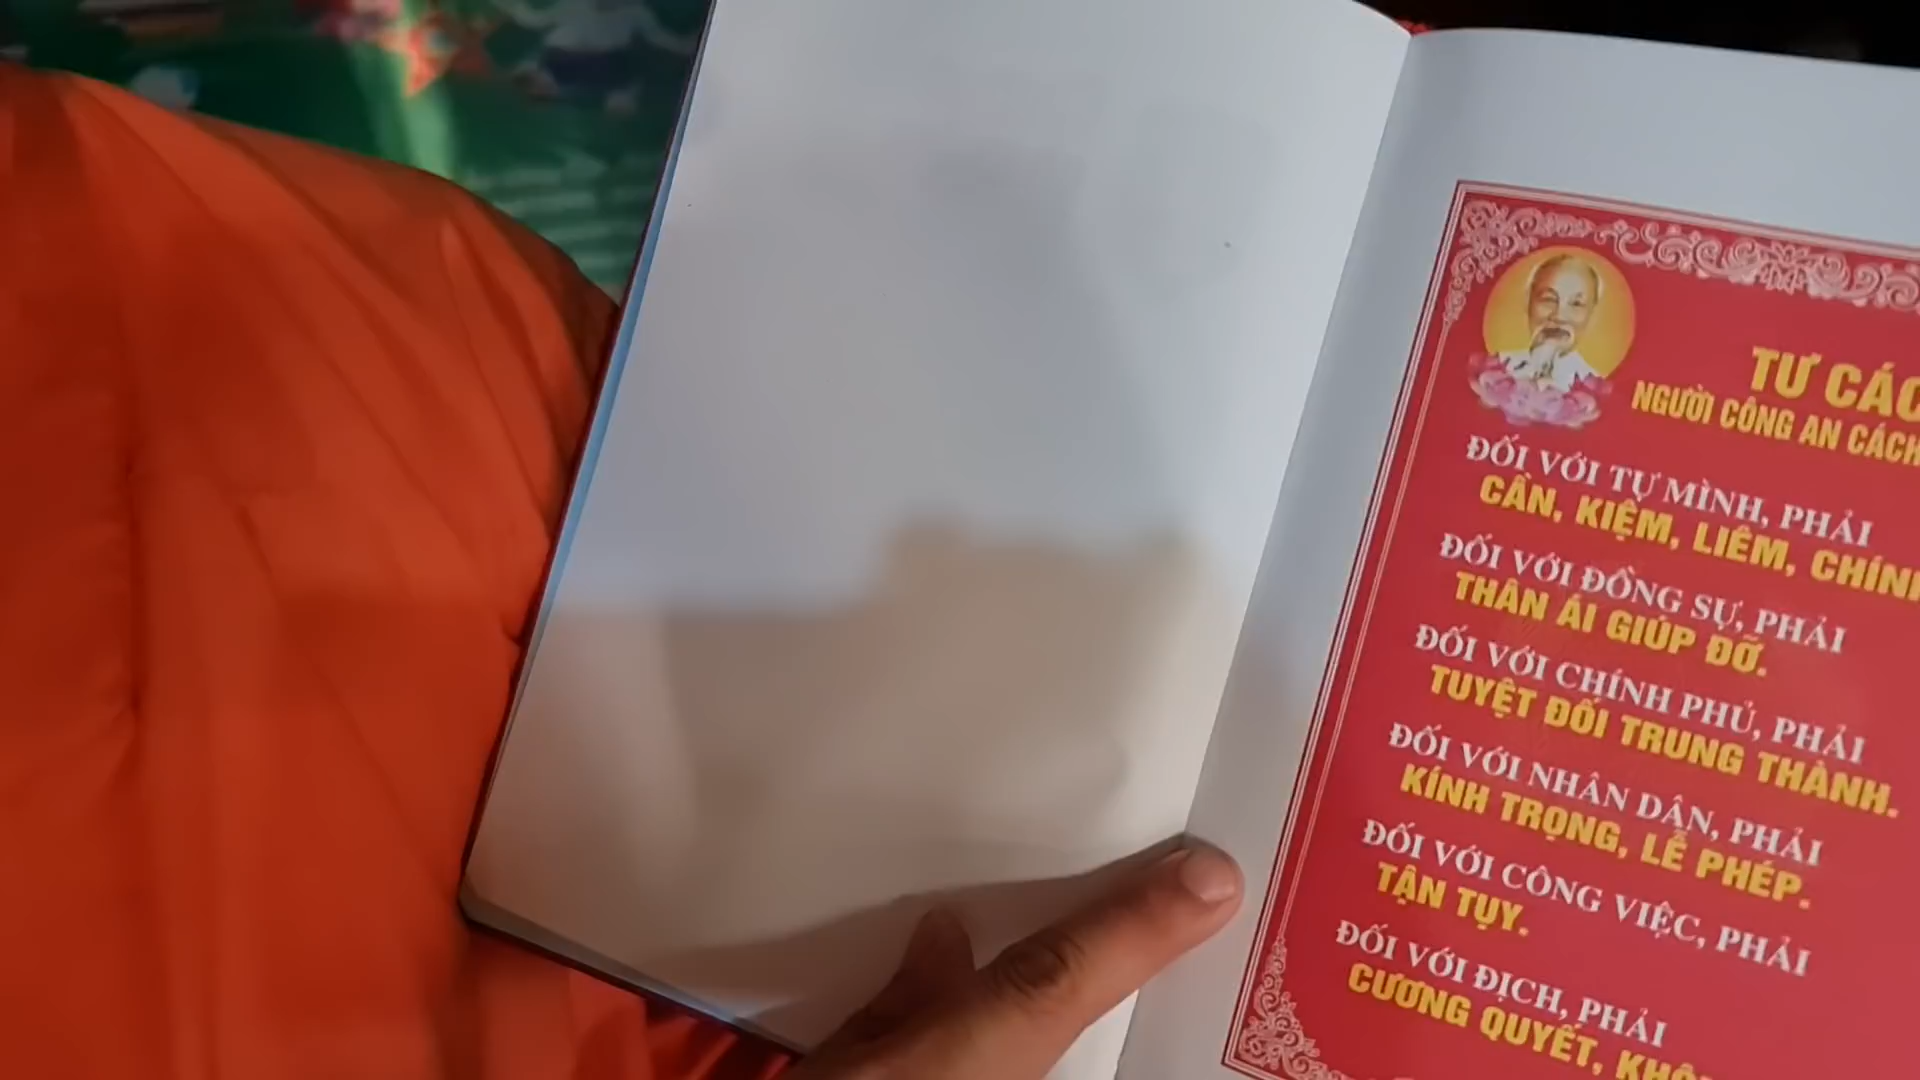 TƯ CÁC
NGƯỜI CÔNG AN CÁCH
ĐỐI VỚI TỰ MÌNH, PHẢI
CẦN, KIỆM, LIÊM, CHÍNH
ĐỐI VỚI ĐỒNG SỰ, PHẢI
THÂN ÁI GIÚP ĐỠ.
ĐỐI VỚI CHÍNH PHỦ, PHẢI
TUYỆT ĐỐI TRUNG THÀNH.
ĐỐI VỚI NHÂN DÂN, PHẢI
KÍNH TRỌNG, LỄ PHÉP.
ĐỐI VỚI CÔNG VIỆC, PHẢI
TẬN TỤY.
ĐỐI VỚI ĐỊCH, PHẢI
CƯƠNG QUYẾT, KHÔ